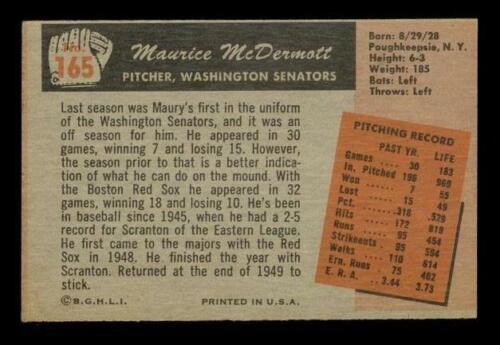 No.
165
Maurice McDermott
PITCHER, WASHINGTON SENATORS
Born: 8/29/28
Poughkeepsie, N. Y.
Height: 6-3
Weight: 185
Bats: Left
Throws: Left
Last season was Maury's first in the uniform
of the Washington Senators, and it was an
off season for him. He appeared in 30
games, winning 7 and losing 15. However, the
season prior to that is a better indica-
tion of what he can do on the mound. With
the Boston Red Sox he appeared in 32
games, winning 18 and losing 10. He's been
in baseball since 1945, when he had a 2-5
record for Scranton of the Eastern League.
He first came to the majors with the Red
Sox in 1948. He finished the year with
Scranton. Returned at the end of 1949 to
stick.
©B.G.H.L.I.
PRINTED IN U.S.A.
PITCHING RECORD
PAST YR. LIFE
Games 30 183
In. Pitched 196 969
Won 7 55
Lost 15 49
Pct. .318 .529
Hits 172 819
Runs 95 454
Strikeouts 95 584
Walks 110 614
Ern. Runs 75 402
E. R. A. 3.44 3.73